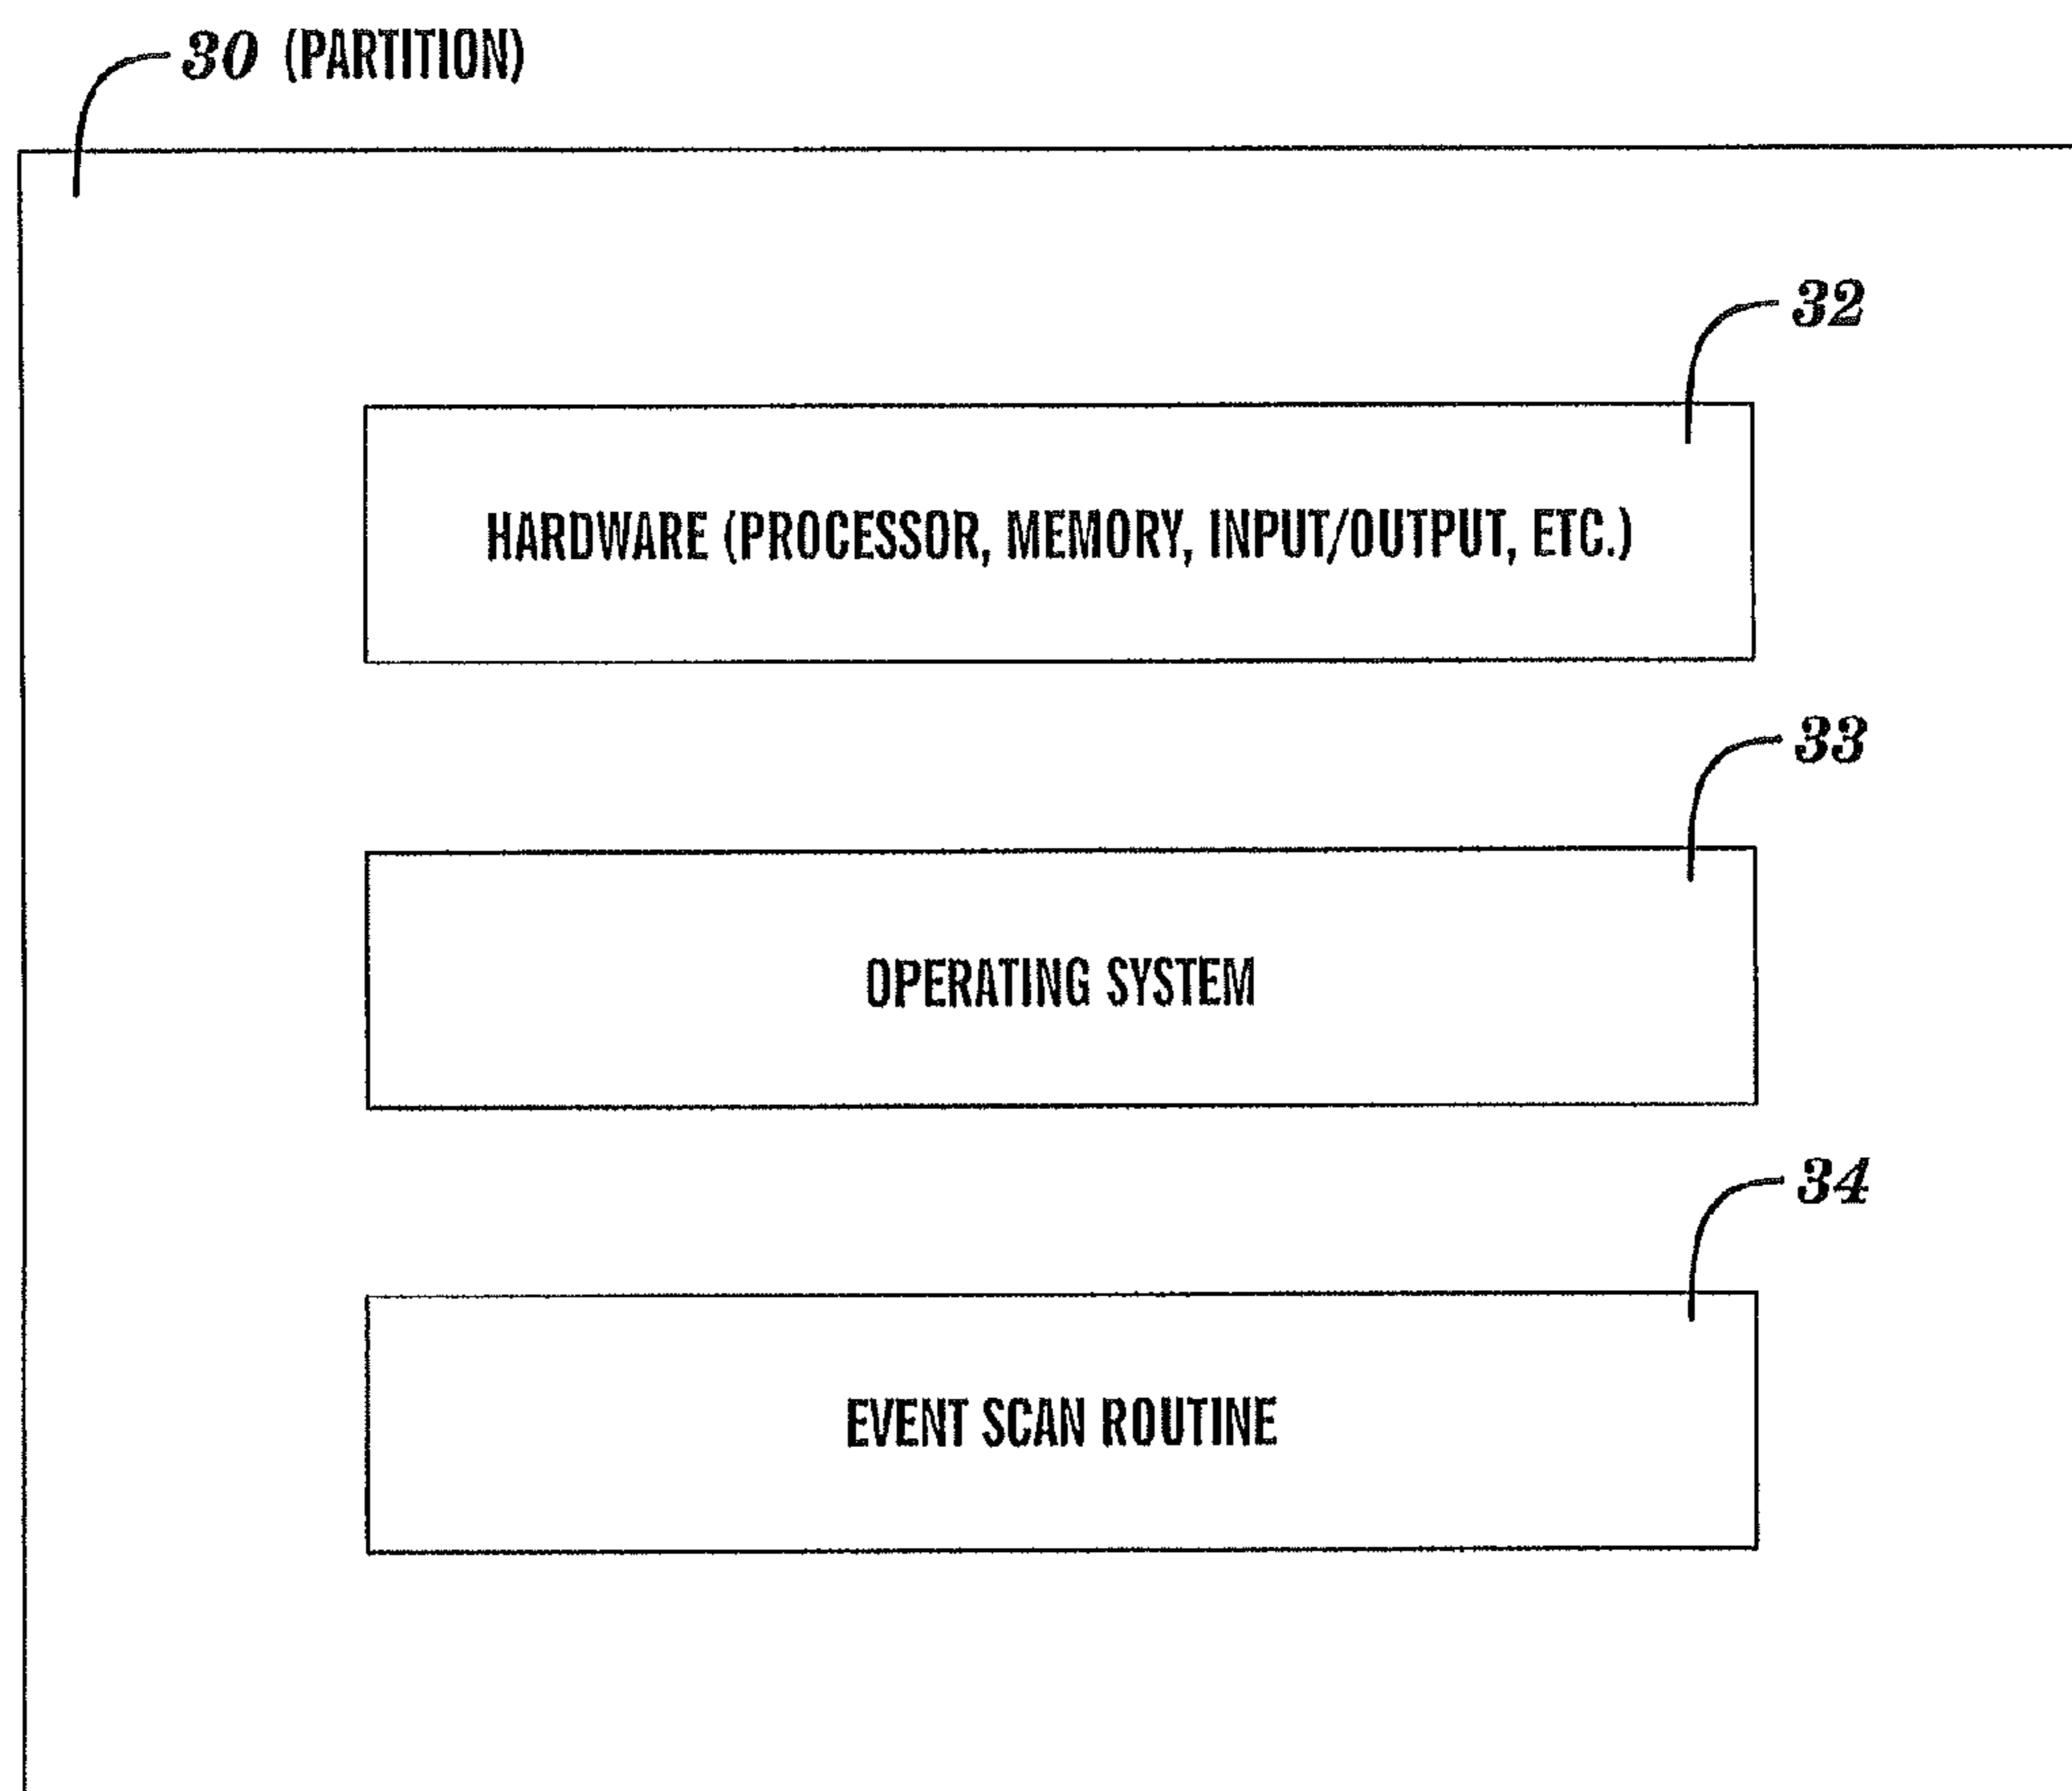 30 (PARTITION)
32
HARDWARE (PROCESSOR, MEMORY, INPUT/OUTPUT, ETC.)
33
OPERATING SYSTEM
34
EVENT SCAN ROUTINE